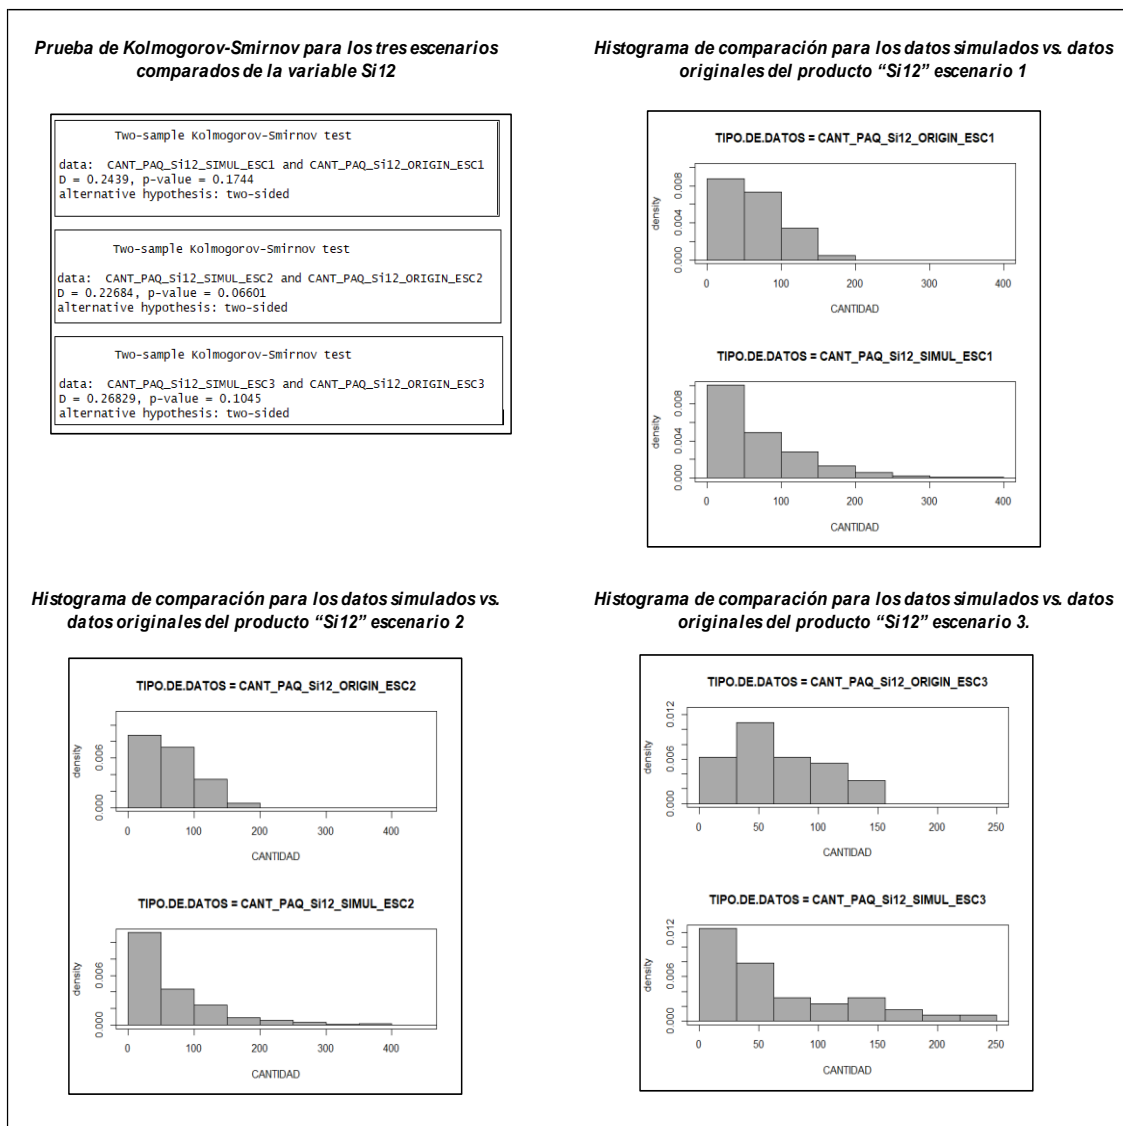 Prueba de Kolmogorov-Smirnov para los tres escenarios
comparados de la variable Si12
Two-sample Kolmogorov-Smirnov test
data: CANT_PAQ_Si12_SIMUL_ESC1 and CANT_PAQ_Si12_ORIGIN_ESC1
D = 0.2439, p-value = 0.1744
alternative hypothesis: two-sided
Two-sample Kolmogorov-Smirnov test
data: CANT_PAQ_Si12_SIMUL_ESC2 and CANT_PAQ_Si12_ORIGIN_ESC2
D = 0.22684, p-value = 0.06601
alternative hypothesis: two-sided
Two-sample Kolmogorov-Smirnov test
data: CANT_PAQ_Si12_SIMUL_ESC3 and CANT_PAQ_Si12_ORIGIN_ESC3
D = 0.26829, p-value = 0.1045
alternative hypothesis: two-sided
Histograma de comparación para los datos simulados vs. datos
originales del producto “Si12” escenario 1
TIPO.DE.DATOS = CANT_PAQ_Si12_ORIGIN_ESC1
density
0.008
0.004
0.000
0 100 200 300 400
CANTIDAD
TIPO.DE.DATOS = CANT_PAQ_Si12_SIMUL_ESC1
density
0.008
0.004
0.000
0 100 200 300 400
CANTIDAD
Histograma de comparación para los datos simulados vs.
datos originales del producto “Si12” escenario 2
TIPO.DE.DATOS = CANT_PAQ_Si12_ORIGIN_ESC2
density
0.006
0.000
0 100 200 300 400
CANTIDAD
TIPO.DE.DATOS = CANT_PAQ_Si12_SIMUL_ESC2
density
0.006
0.000
0 100 200 300 400
CANTIDAD
Histograma de comparación para los datos simulados vs. datos
originales del producto “Si12” escenario 3.
TIPO.DE.DATOS = CANT_PAQ_Si12_ORIGIN_ESC3
density
0.012
0.006
0.000
0 50 100 150 200 250
CANTIDAD
TIPO.DE.DATOS = CANT_PAQ_Si12_SIMUL_ESC3
density
0.012
0.006
0.000
0 50 100 150 200 250
CANTIDAD